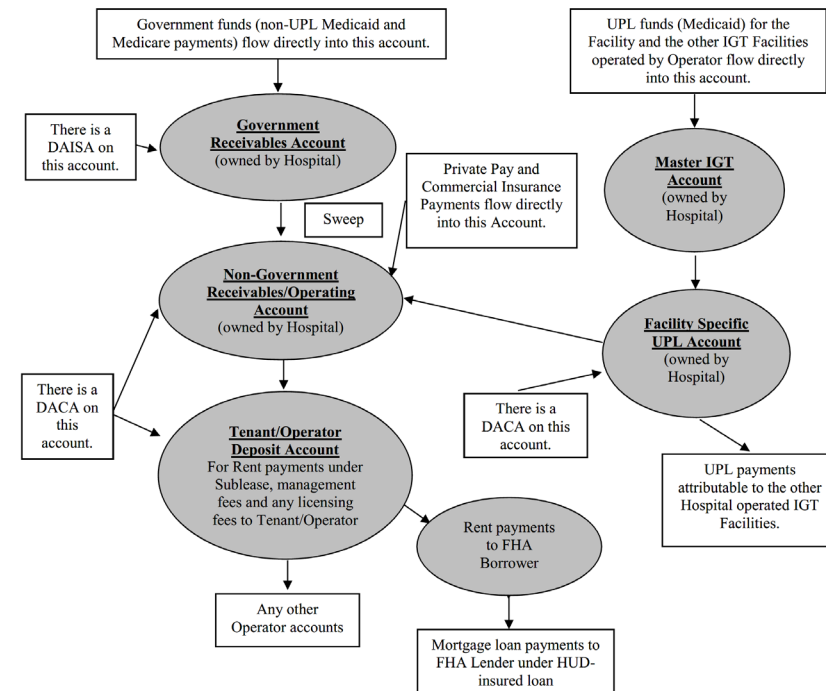 Government funds (non-UPL Medicaid and
Medicare payments) flow directly into this account.
UPL funds (Medicaid) for the
Facility and the other IGT Facilities
operated by Operator flow directly
into this account.
There is a
DAISA on
this account.
Government
Receivables Account
(owned by Hospital)
Private Pay and
Commercial Insurance
Payments flow directly
into this Account.
Master IGT
Account
(owned by
Hospital)
Sweep
Non-Government
Receivables/Operating
Account
(owned by Hospital)
Facility Specific
UPL Account
(owned by
Hospital)
There is a
DACA on
this
account.
There is a
DACA on this
account.
Tenant/Operator
Deposit Account
For Rent payments under
Sublease, management
fees and any licensing
fees to Tenant/Operator
UPL payments
attributable to the other
Hospital operated IGT
Facilities.
Rent payments
to FHA
Borrower
Any other
Operator accounts
Mortgage loan payments to
FHA Lender under HUD-
insured loan